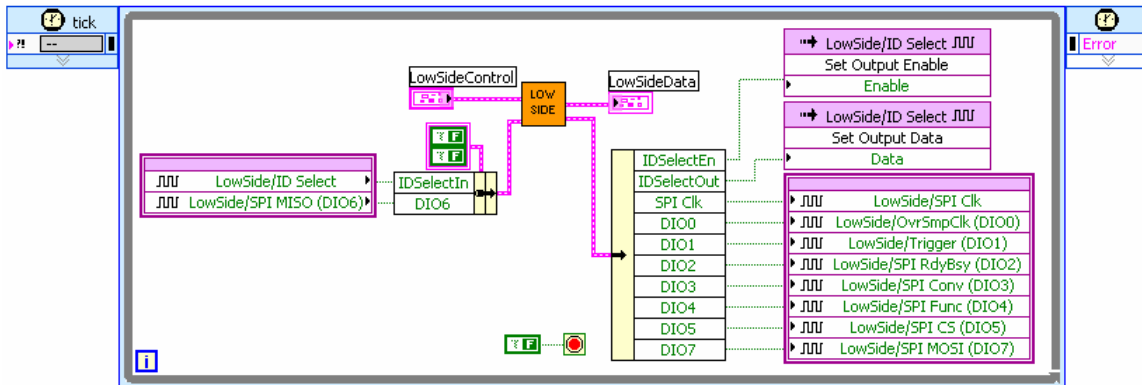 tick
?!
--
Error
LowSide/ID Select
Set Output Enable
Enable
LowSideControl
LOW
SIDE
LowSideData
LowSide/ID Select
Set Output Data
Data
F
F
LowSide/ID Select
LowSide/SPI MISO (DIO6)
IDSelectIn
DIO6
IDSelectEn
IDSelectOut
SPI Clk
DIO0
DIO1
DIO2
DIO3
DIO4
DIO5
DIO7
LowSide/SPI Clk
LowSide/OvrSmpClk (DIO0)
LowSide/Trigger (DIO1)
LowSide/SPI RdyBsy (DIO2)
LowSide/SPI Conv (DIO3)
LowSide/SPI Func (DIO4)
LowSide/SPI CS (DIO5)
LowSide/SPI MOSI (DIO7)
F
i